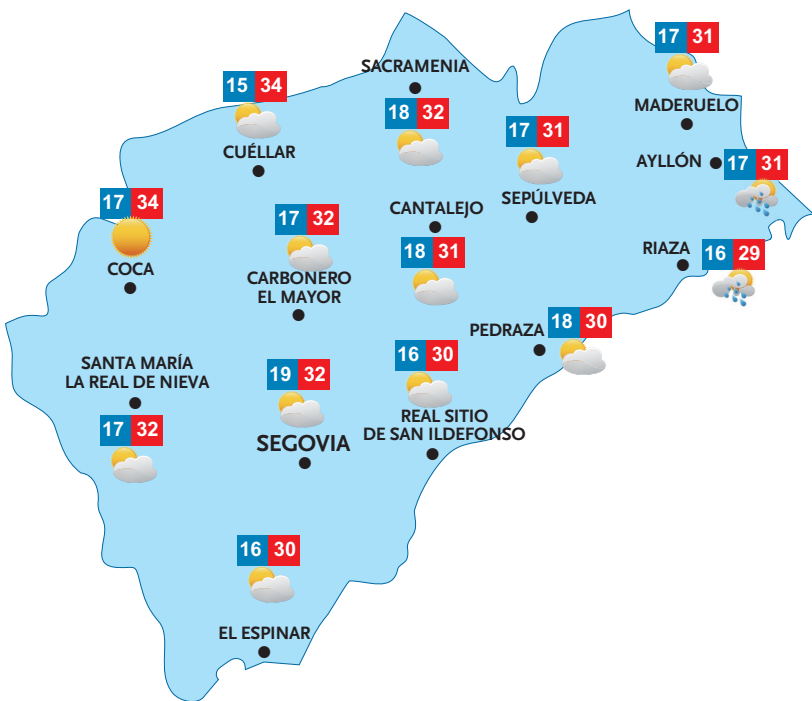 17 31
MADERUELO
SACRAMENIA
18 32
15 34
CUÉLLAR
17 31
SEPÚLVEDA
AYLLÓN
17 31
17 34
COCA
17 32
CARBONERO
EL MAYOR
CANTALEJO
18 31
RIAZA
16 29
PEDRAZA
18 30
SANTA MARÍA
LA REAL DE NIEVA
17 32
19 32
SEGOVIA
16 30
REAL SITIO
DE SAN ILDEFONSO
16 30
EL ESPINAR